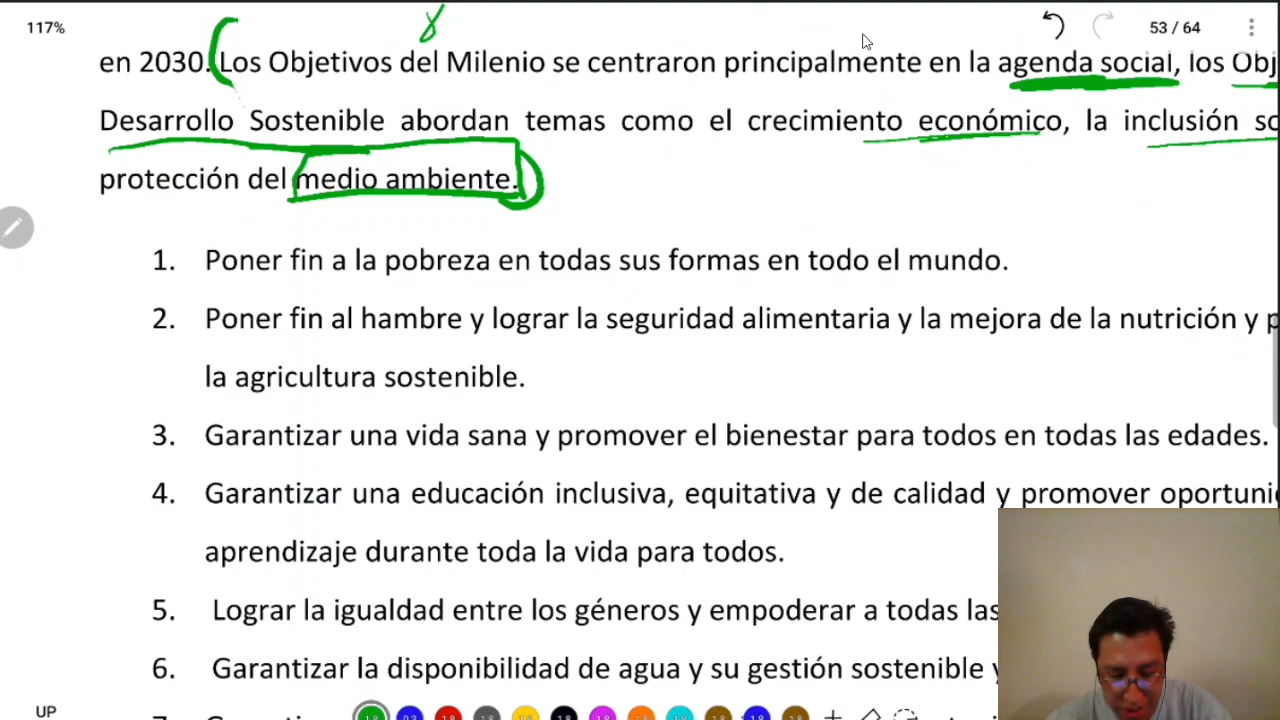 117%
53 / 64
8
en 2030. Los Objetivos del Milenio se centraron principalmente en la agenda social, los Obj
Desarrollo Sostenible abordan temas como el crecimiento económico, la inclusión so
protección del medio ambiente.
1. Poner fin a la pobreza en todas sus formas en todo el mundo.
2. Poner fin al hambre y lograr la seguridad alimentaria y la mejora de la nutrición y p
la agricultura sostenible.
3. Garantizar una vida sana y promover el bienestar para todos en todas las edades.
4. Garantizar una educación inclusiva, equitativa y de calidad y promover oportuni
aprendizaje durante toda la vida para todos.
5. Lograr la igualdad entre los géneros y empoderar a todas las
6. Garantizar la disponibilidad de agua y su gestión sostenible y
UP